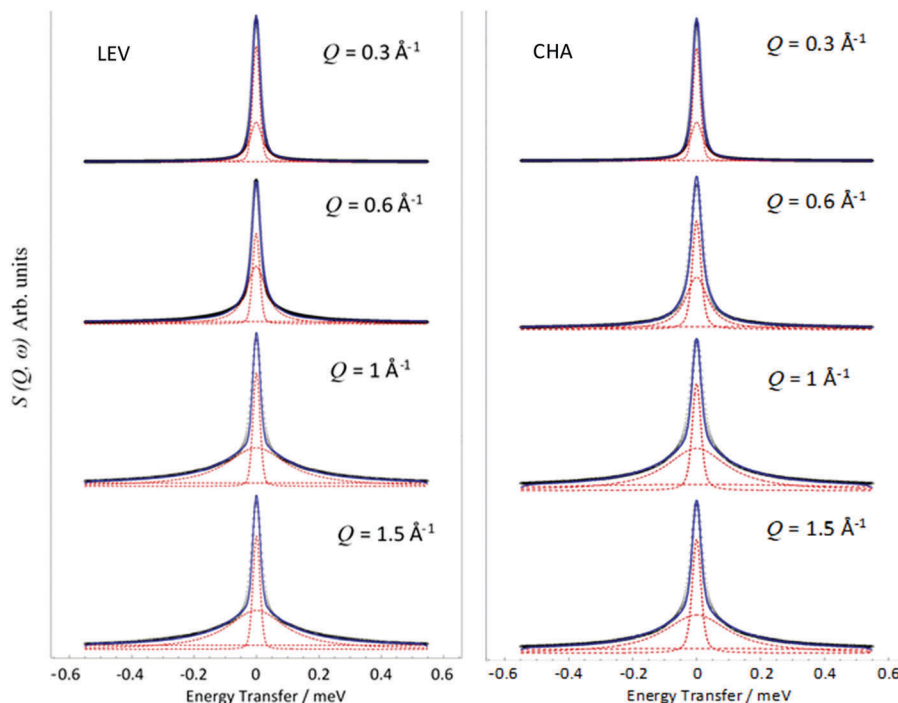 LEV
Q = 0.3 Å⁻¹
Q = 0.6 Å⁻¹
Q = 1 Å⁻¹
Q = 1.5 Å⁻¹
CHA
Q = 0.3 Å⁻¹
Q = 0.6 Å⁻¹
Q = 1 Å⁻¹
Q = 1.5 Å⁻¹
S (Q, ω) Arb. units
-0.6 -0.4 -0.2 0 0.2 0.4 0.6
Energy Transfer / meV
-0.6 -0.4 -0.2 0 0.2 0.4 0.6
Energy Transfer / meV